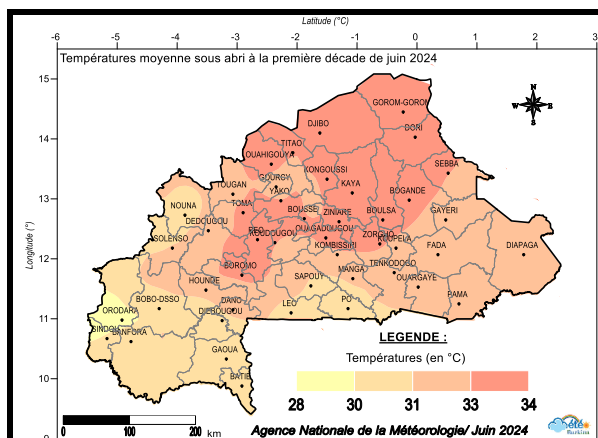 Latitude (°C)
-6 -5 -4 -3 -2 -1 0 1 2 3
Températures moyenne sous abri à la première décade de juin 2024
15
14
13
12
11
10
9
Longitude (°)
N
W E
S
GOROM-GORON
DJIBO
DORI
TITAO
OUAHIGOUYA
SEBBA
KONGOUSSI
GOURCY
TOUGAN
KAYA
YAKO
BOGANDE
NOUNA
TOMA
BOUSSE
ZINIARE
BOULSA
GAYERI
DEDOUGOU
REO
KOUDOUGOU
OUAGADOUGOU
ZORGHO
KOUPELA
SOLENSO
KOMBISSIRI
FADA
DIAPAGA
BOROMO
TENKODOGO
MANGA
HOUNDE
SAPOUY
OUARGAYE
PAMA
BOBO-DSSO
DANO
LEO
PO
ORODARA
DIEBOUGOU
SINDOU
BANFORA
GAOUA
BATIE
LEGENDE :
Températures (en °C)
28 30 31 33 34
0 100 200 km
Agence Nationale de la Météorologie/ Juin 2024
Météo
Burkina